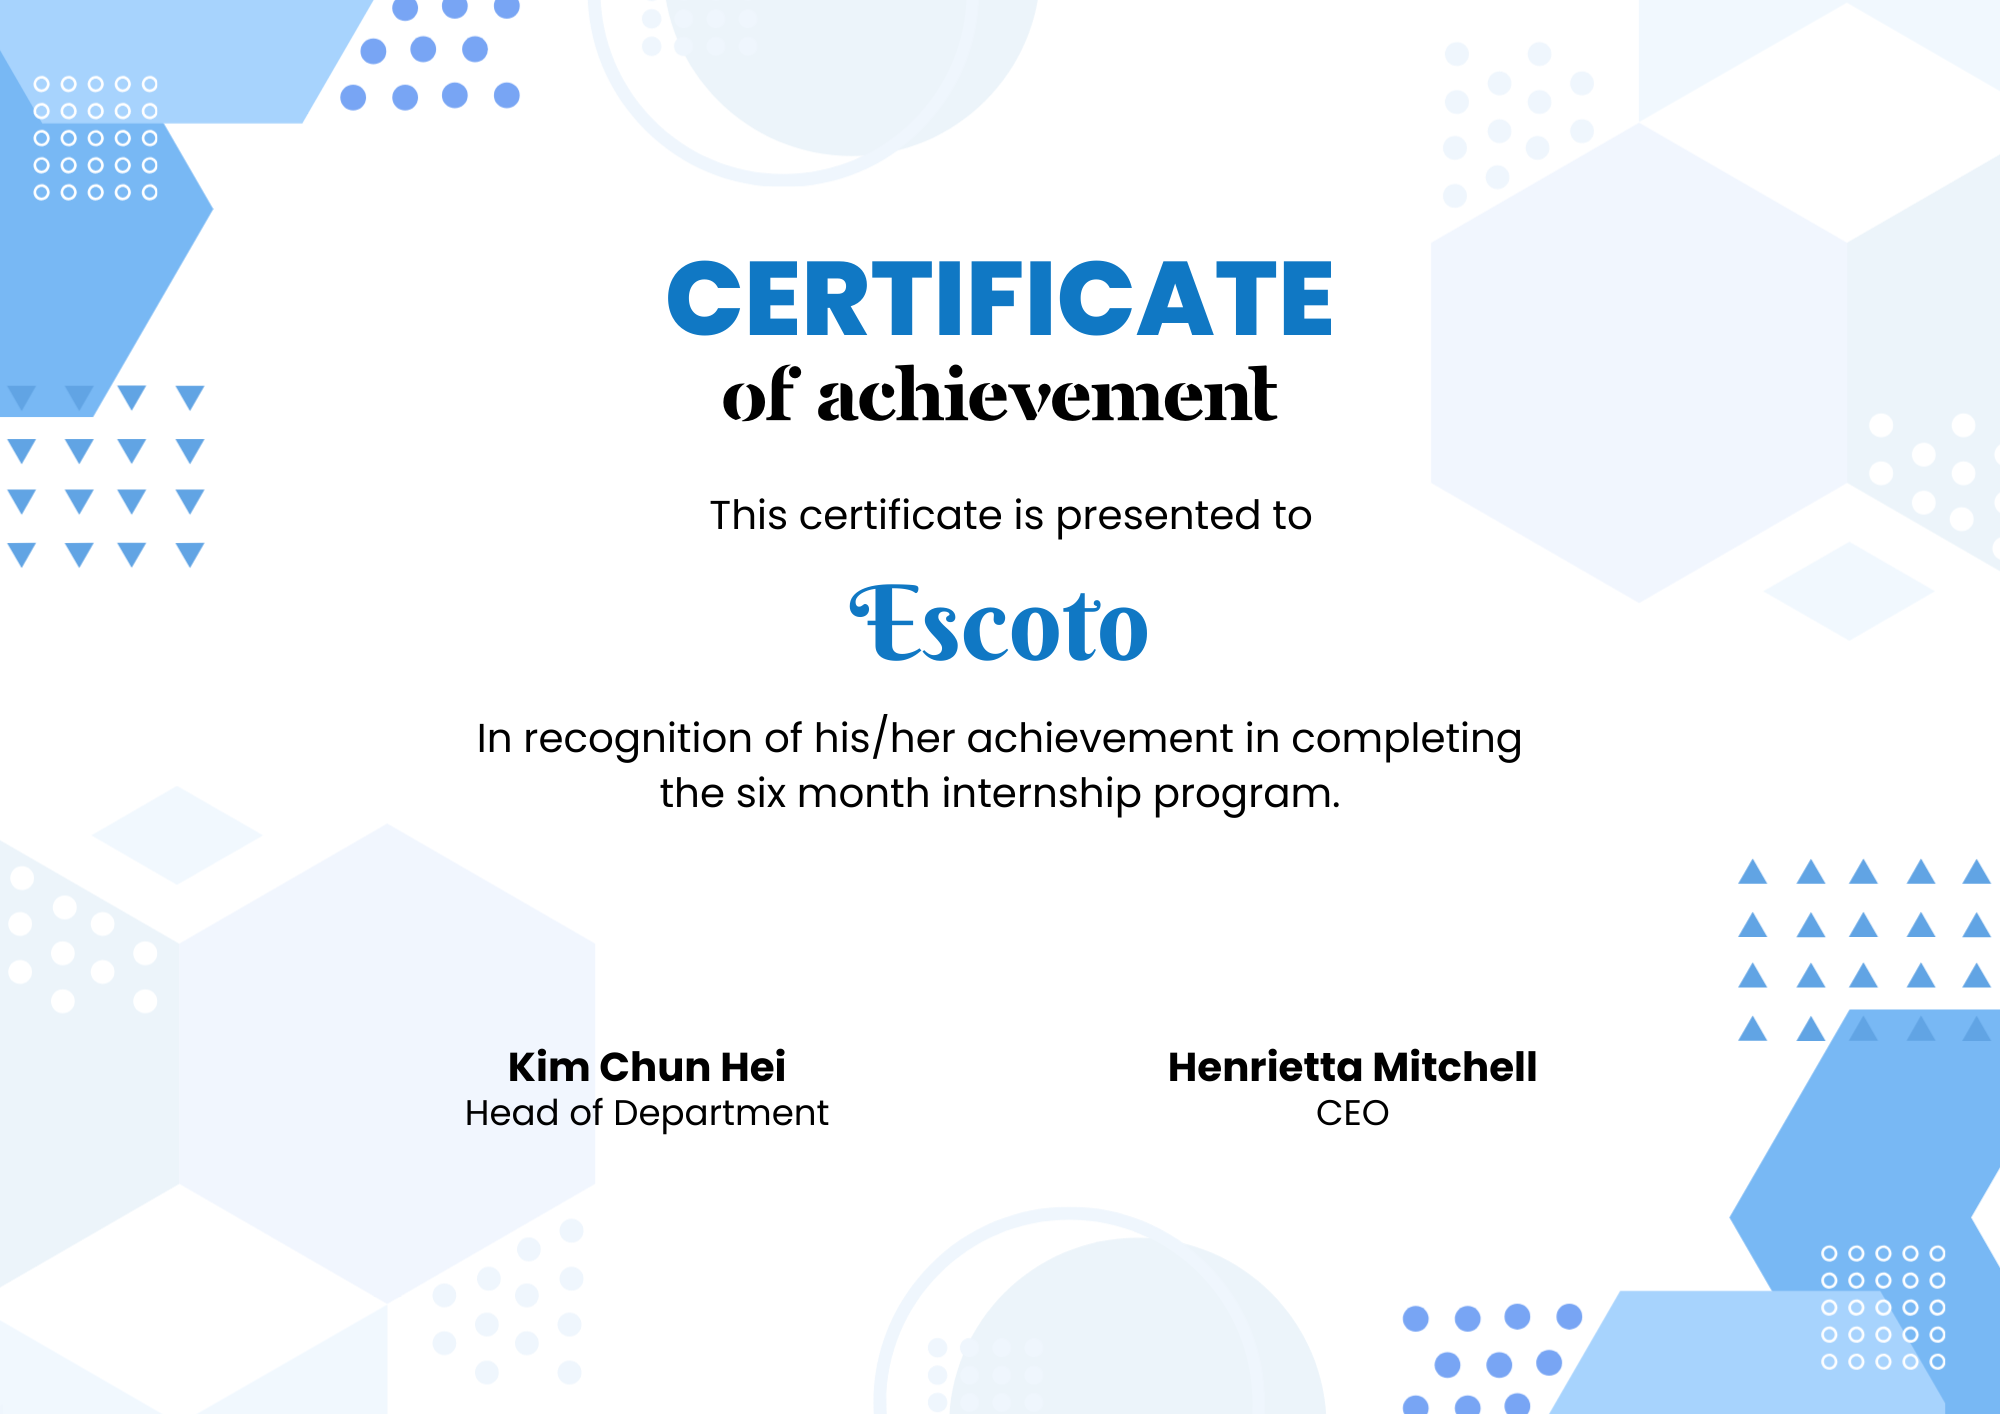 CERTIFICATE
of achievement
This certificate is presented to
Escoto
In recognition of his/her achievement in completing
the six month internship program.
Kim Chun Hei
Head of Department
Henrietta Mitchell
CEO